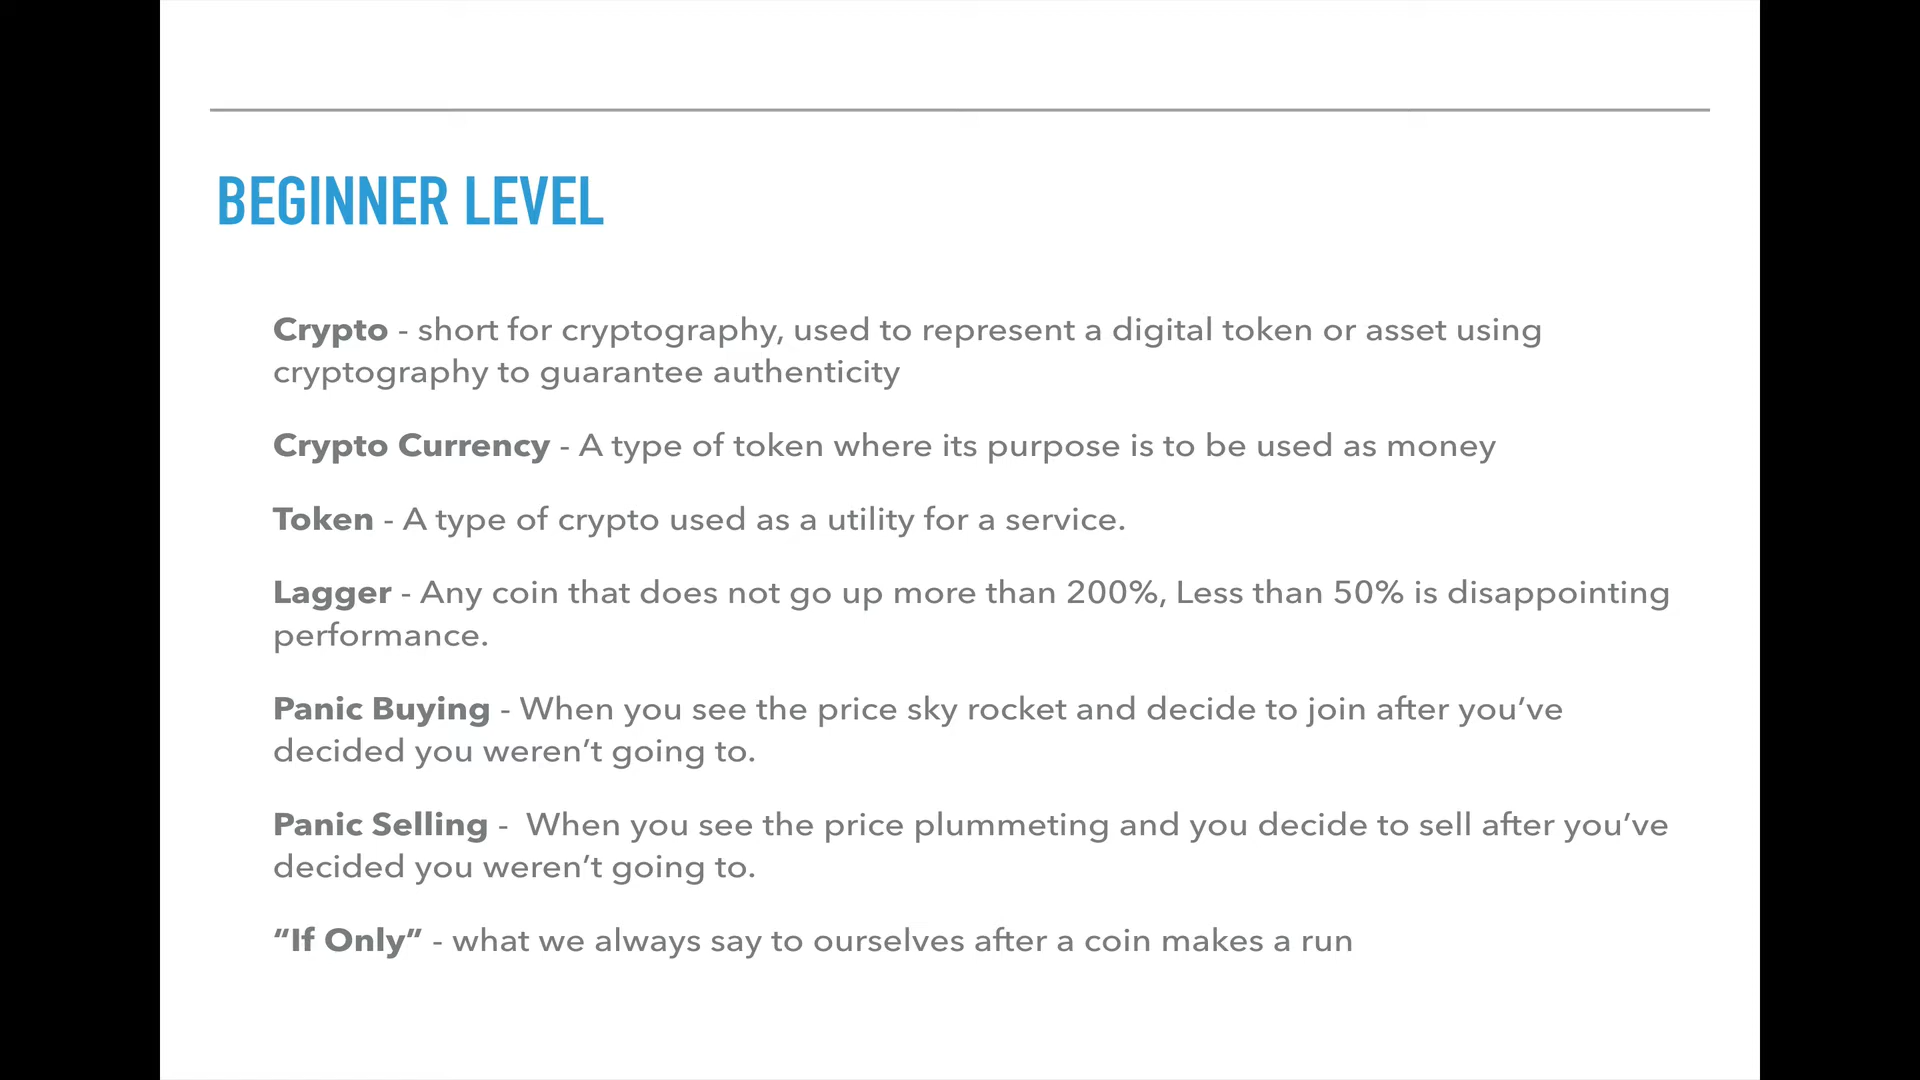 BEGINNER LEVEL
Crypto - short for cryptography, used to represent a digital token or asset using
cryptography to guarantee authenticity
Crypto Currency - A type of token where its purpose is to be used as money
Token - A type of crypto used as a utility for a service.
Lagger - Any coin that does not go up more than 200%, Less than 50% is disappointing
performance.
Panic Buying - When you see the price sky rocket and decide to join after you’ve
decided you weren’t going to.
Panic Selling -  When you see the price plummeting and you decide to sell after you’ve
decided you weren’t going to.
“If Only” - what we always say to ourselves after a coin makes a run